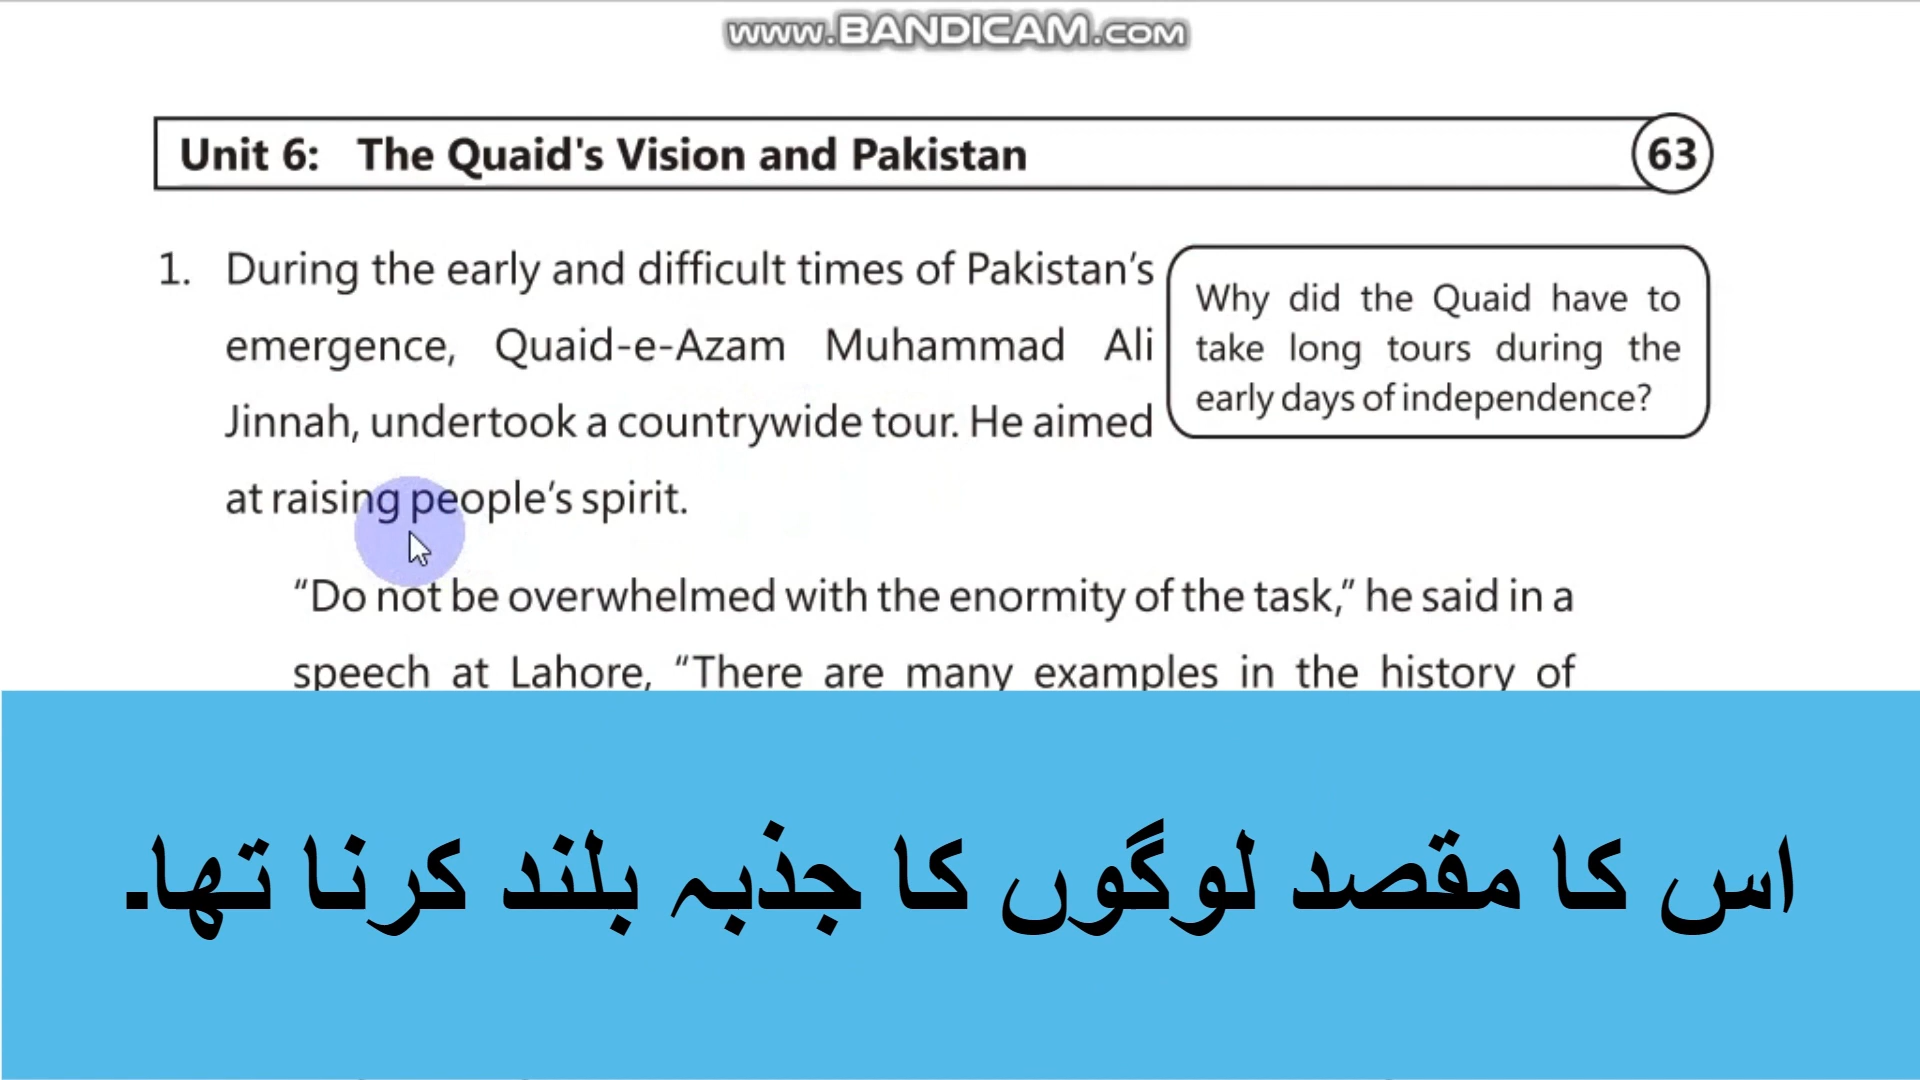 www.BANDICAM.com
Unit 6: The Quaid's Vision and Pakistan
63
1. During the early and difficult times of Pakistan’s
emergence, Quaid-e-Azam Muhammad Ali
Jinnah, undertook a countrywide tour. He aimed
at raising people’s spirit.
Why did the Quaid have to
take long tours during the
early days of independence?
“Do not be overwhelmed with the enormity of the task,” he said in a
speech at Lahore, “There are many examples in the history of
اس کا مقصد لوگوں کا جذبہ بلند کرنا تھا۔